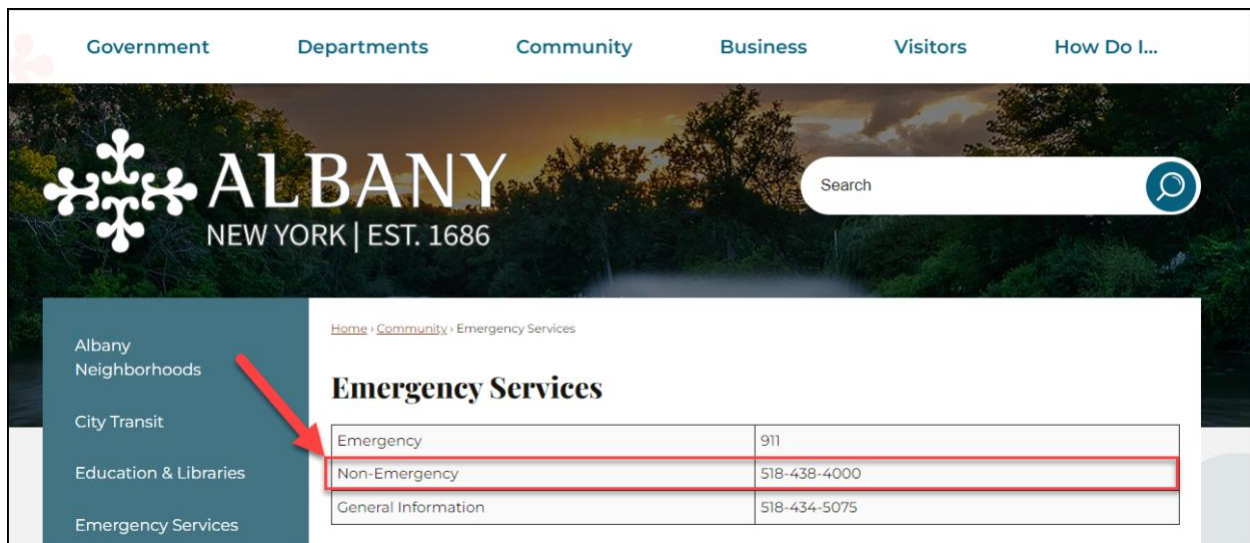 Government Departments Community Business Visitors How Do I...
ALBANY
NEW YORK | EST. 1686
Search
Albany
Neighborhoods
City Transit
Education & Libraries
Emergency Services
Home › Community › Emergency Services
Emergency Services
Emergency 911
Non-Emergency 518-438-4000
General Information 518-434-5075